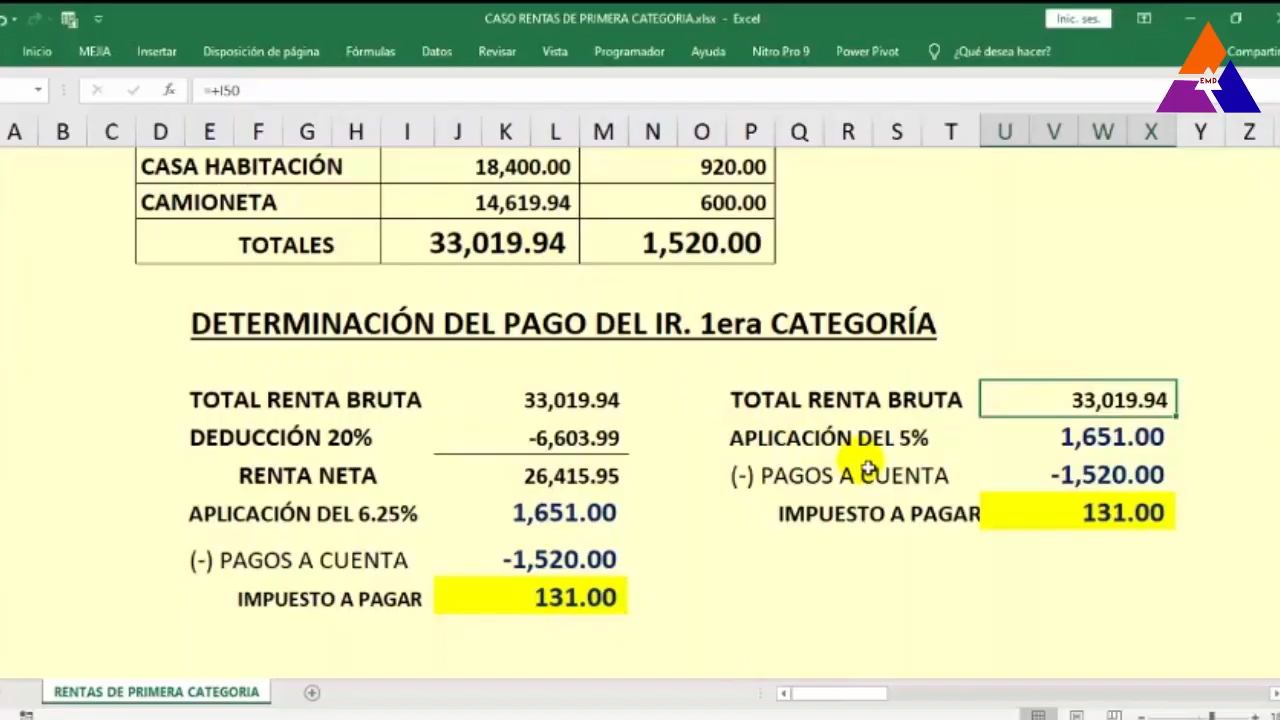 CASO RENTAS DE PRIMERA CATEGORIA.xlsx - Excel
Inic. ses.
Inicio MEJIA Insertar Disposición de página Fórmulas Datos Revisar Vista Programador Ayuda Nitro Pro 9 Power Pivot ¿Qué desea hacer? Compartir
EMD
fx =+I50
A B C D E F G H I J K L M N O P Q R S T U V W X Y Z
CASA HABITACIÓN 18,400.00 920.00
CAMIONETA 14,619.94 600.00
TOTALES 33,019.94 1,520.00
DETERMINACIÓN DEL PAGO DEL IR. 1era CATEGORÍA
TOTAL RENTA BRUTA 33,019.94
DEDUCCIÓN 20% -6,603.99
RENTA NETA 26,415.95
APLICACIÓN DEL 6.25% 1,651.00
(-) PAGOS A CUENTA -1,520.00
IMPUESTO A PAGAR 131.00
TOTAL RENTA BRUTA 33,019.94
APLICACIÓN DEL 5% 1,651.00
(-) PAGOS A CUENTA -1,520.00
IMPUESTO A PAGAR 131.00
RENTAS DE PRIMERA CATEGORIA